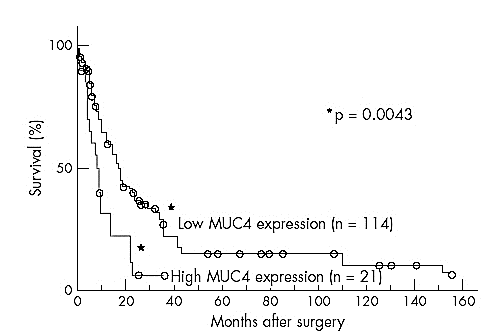 100
50
0
Survival (%)
* p = 0.0043
*
Low MUC4 expression (n = 114)
*
High MUC4 expression (n = 21)
0 20 40 60 80 100 120 140 160
Months after surgery